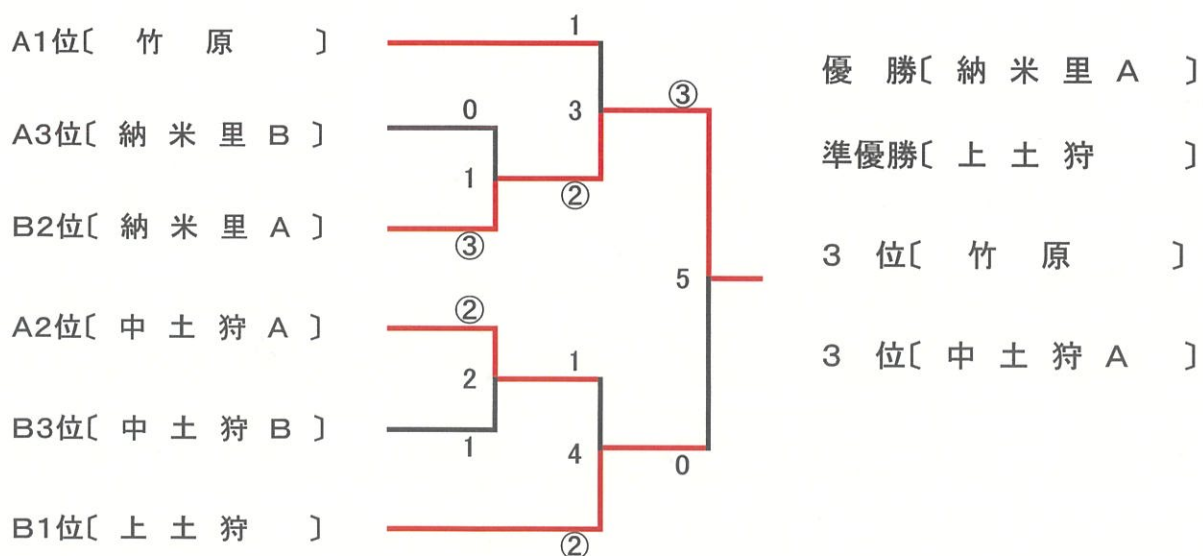 A1位〔 竹 原 〕
A3位〔 納 米 里 B 〕
B2位〔 納 米 里 A 〕
A2位〔 中 土 狩 A 〕
B3位〔 中 土 狩 B 〕
B1位〔 上 土 狩 〕
1
0
3
③
1
②
③
5
②
1
2
1
4
0
②
優 勝〔 納 米 里 A 〕
準優勝〔 上 土 狩 〕
3 位〔 竹 原 〕
3 位〔 中 土 狩 A 〕